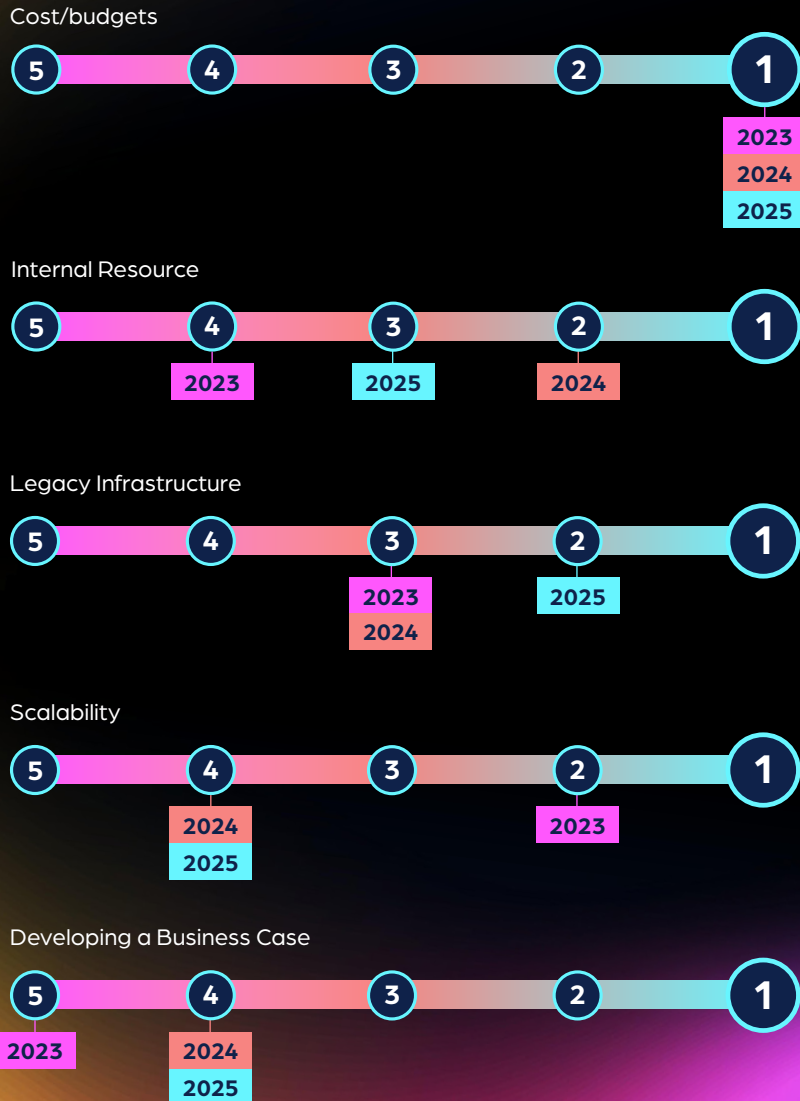 Cost/budgets
5 4 3 2 1
2023
2024
2025
Internal Resource
5 4 3 2 1
2023 2025 2024
Legacy Infrastructure
5 4 3 2 1
2023 2025
2024
Scalability
5 4 3 2 1
2024 2023
2025
Developing a Business Case
5 4 3 2 1
2023 2024
2025